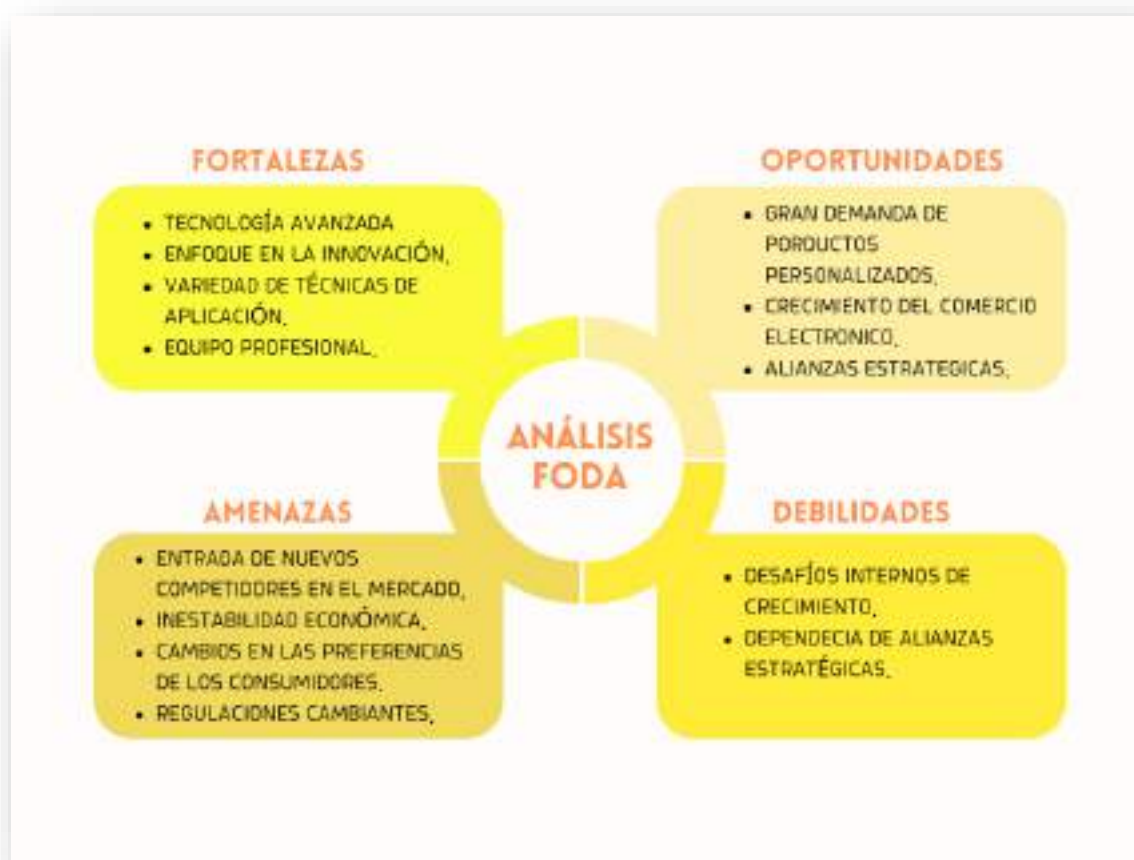 FORTALEZAS
• TECNOLOGÍA AVANZADA
• ENFOQUE EN LA INNOVACIÓN.
• VARIEDAD DE TÉCNICAS DE
APLICACIÓN.
• EQUIPO PROFESIONAL.
OPORTUNIDADES
• GRAN DEMANDA DE
PORDUCTOS
PERSONALIZADOS.
• CRECIMIENTO DEL COMERCIO
ELECTRONICO.
• ALIANZAS ESTRATEGICAS.
ANÁLISIS
FODA
AMENAZAS
• ENTRADA DE NUEVOS
COMPETIDORES EN EL MERCADO.
• INESTABILIDAD ECONÓMICA.
• CAMBIOS EN LAS PREFERENCIAS
DE LOS CONSUMIDORES.
• REGULACIONES CAMBIANTES.
DEBILIDADES
• DESAFÍOS INTERNOS DE
CRECIMIENTO.
• DEPENDECIA DE ALIANZAS
ESTRATÉGICAS.